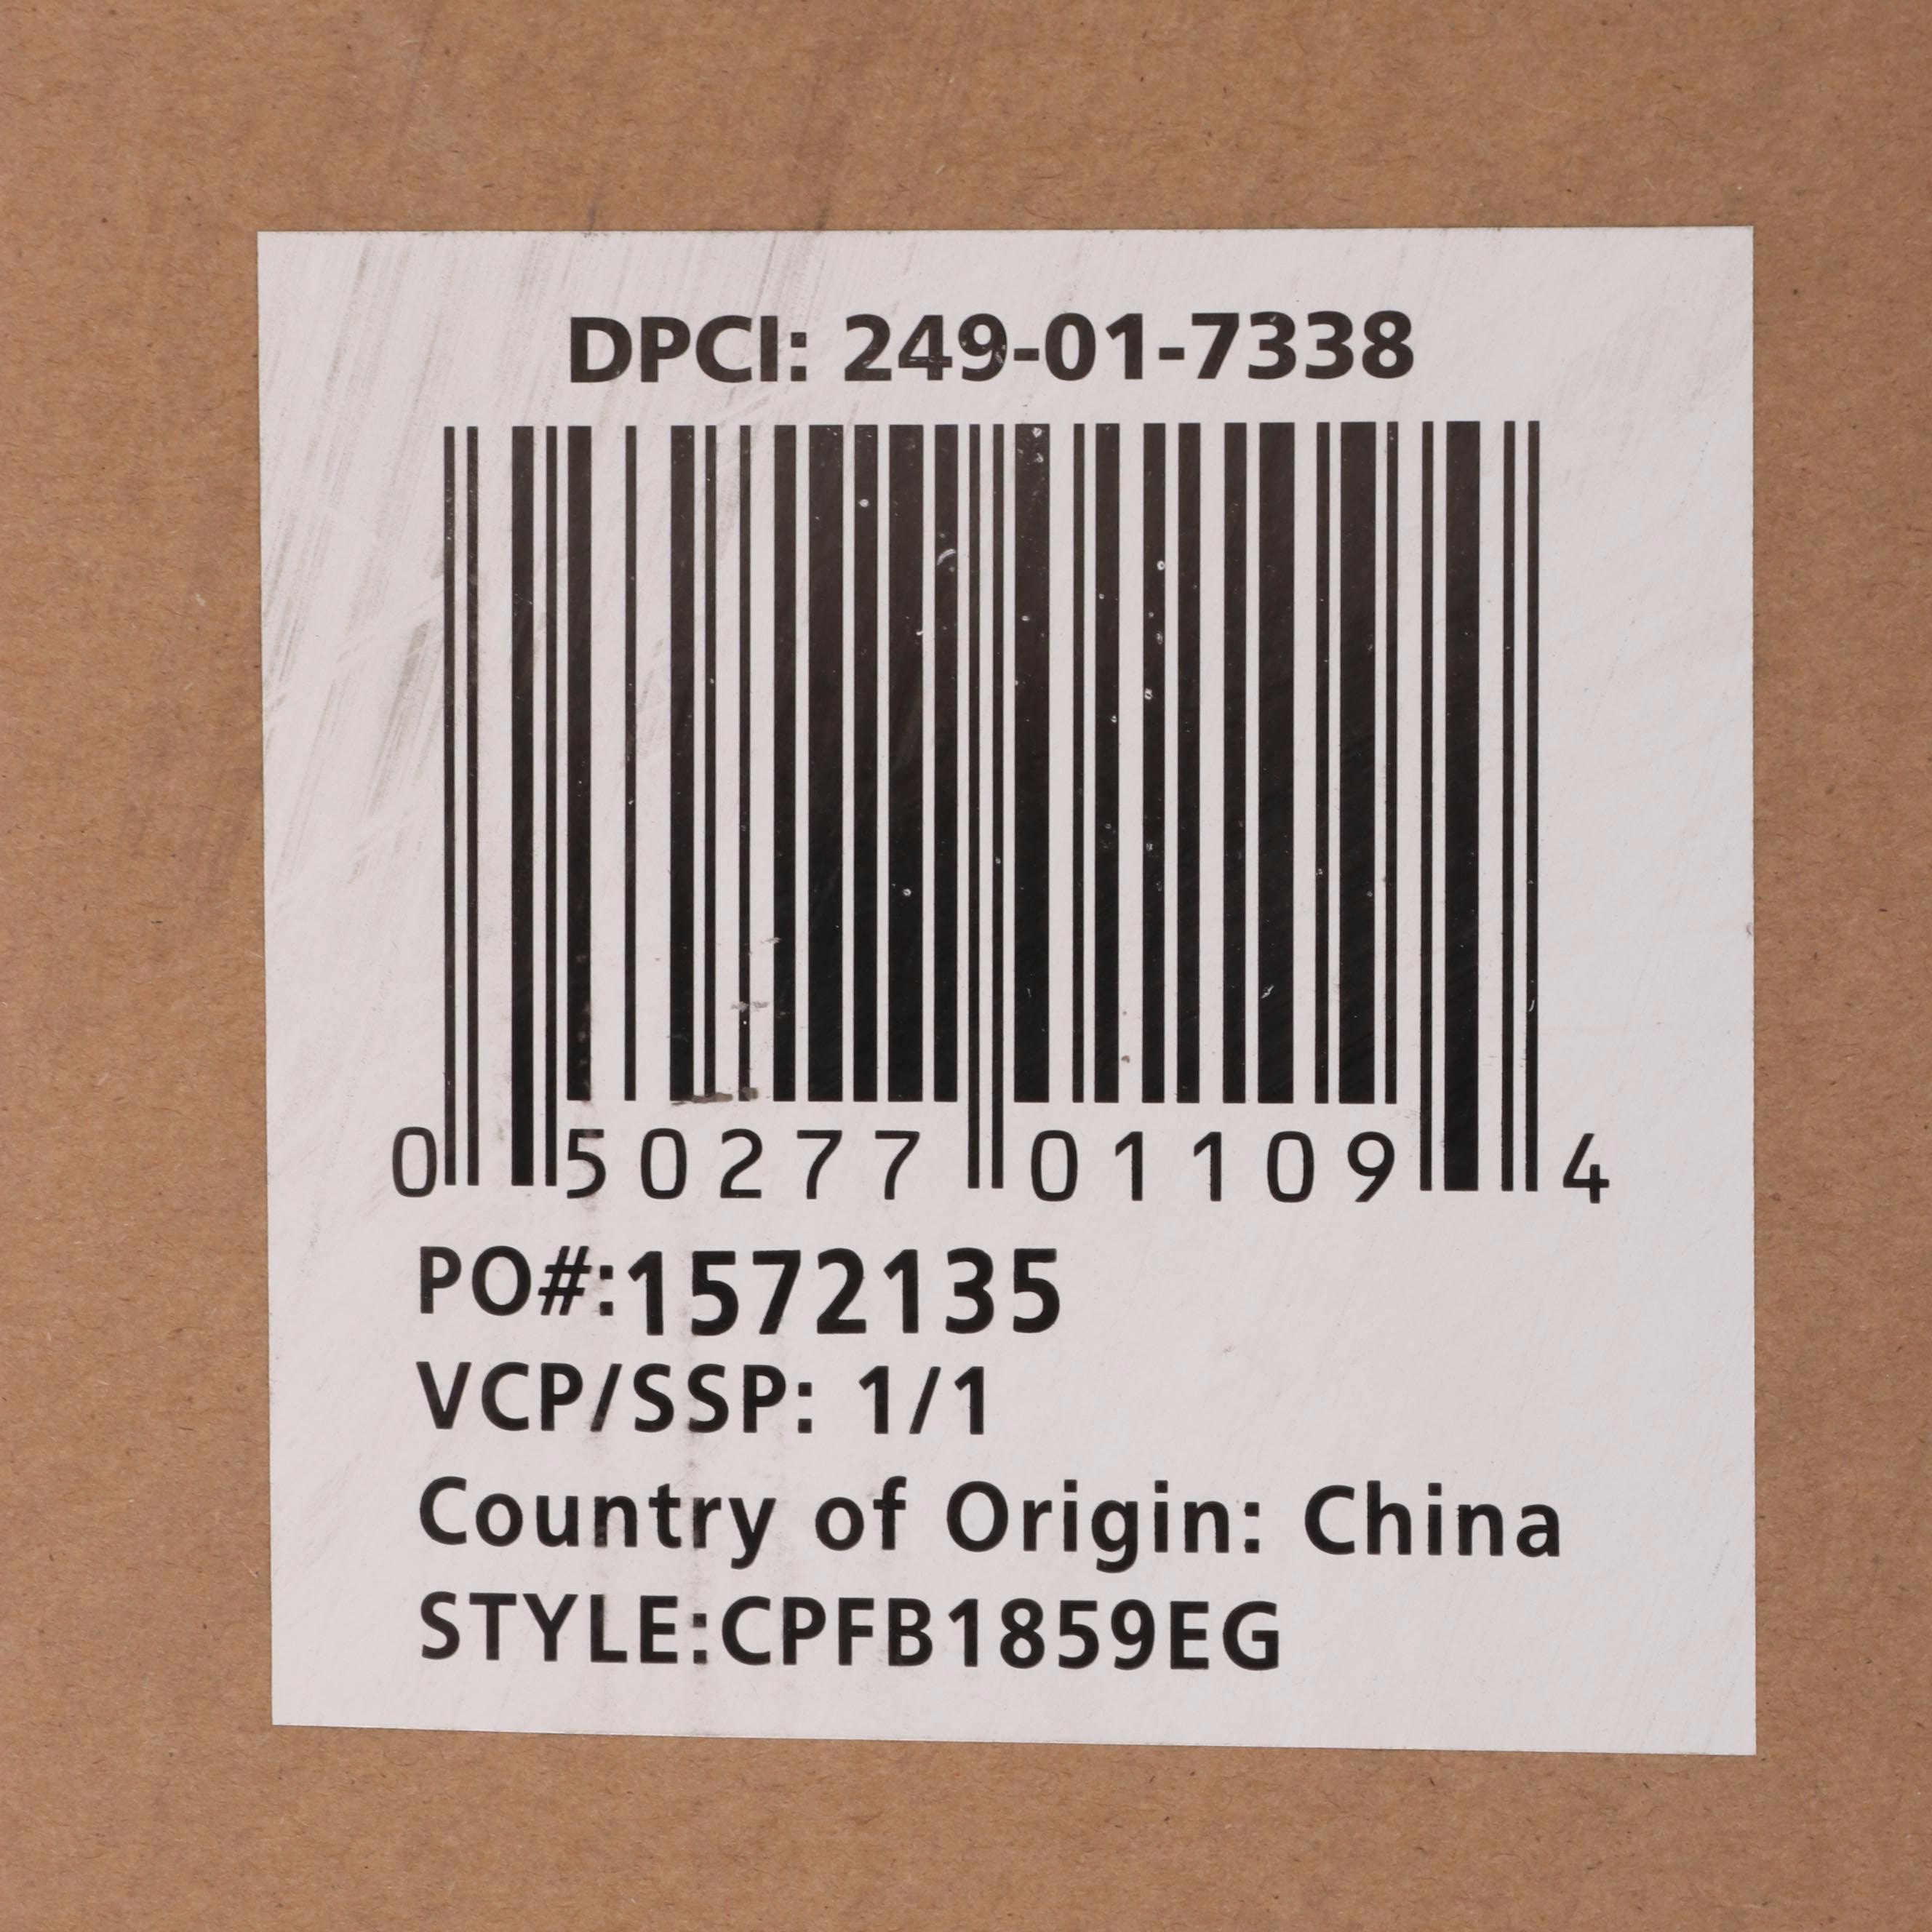 DPCI: 249-01-7338
0 50277 01109 4
PO#:1572135
VCP/SSP: 1/1
Country of Origin: China
STYLE:CPFB1859EG